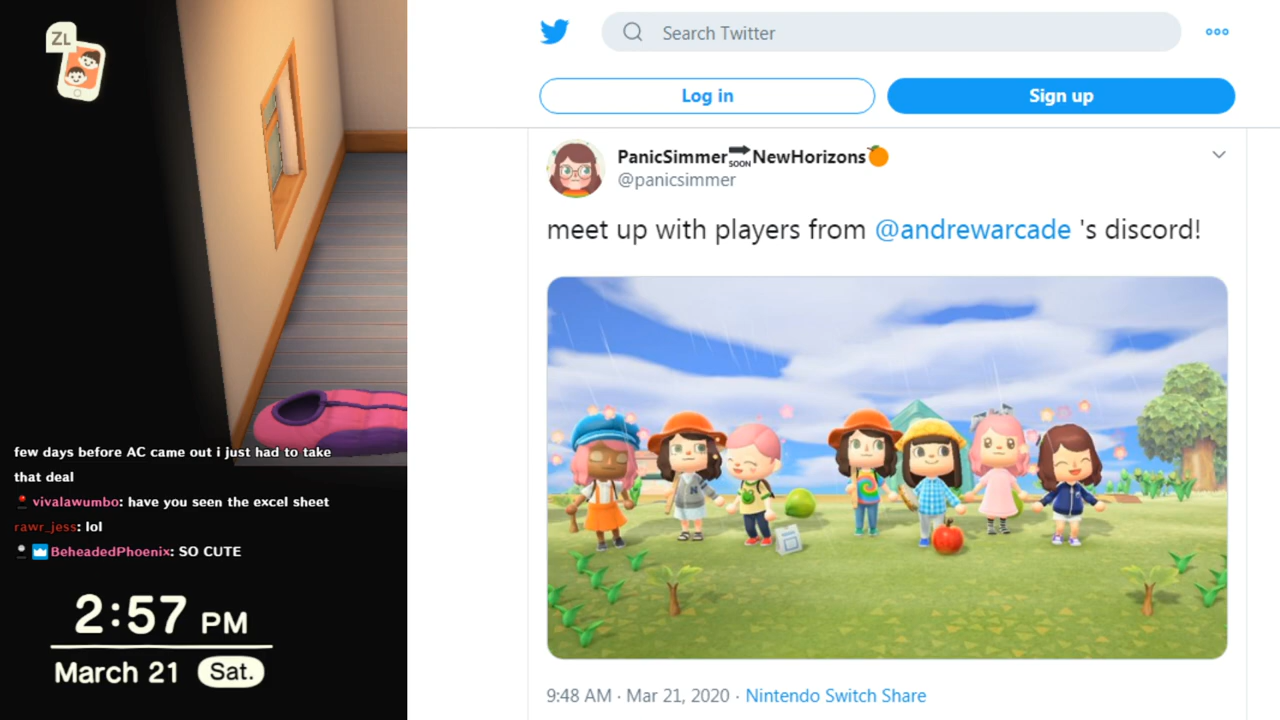 ZL
few days before AC came out i just had to take
that deal
vivalawumbo: have you seen the excel sheet
rawr_jess: lol
BeheadedPhoenix: SO CUTE
2:57 PM
March 21 Sat.
Search Twitter
Log in
Sign up
PanicSimmer SOON NewHorizons
@panicsimmer
meet up with players from @andrewarcade 's discord!
9:48 AM · Mar 21, 2020 · Nintendo Switch Share